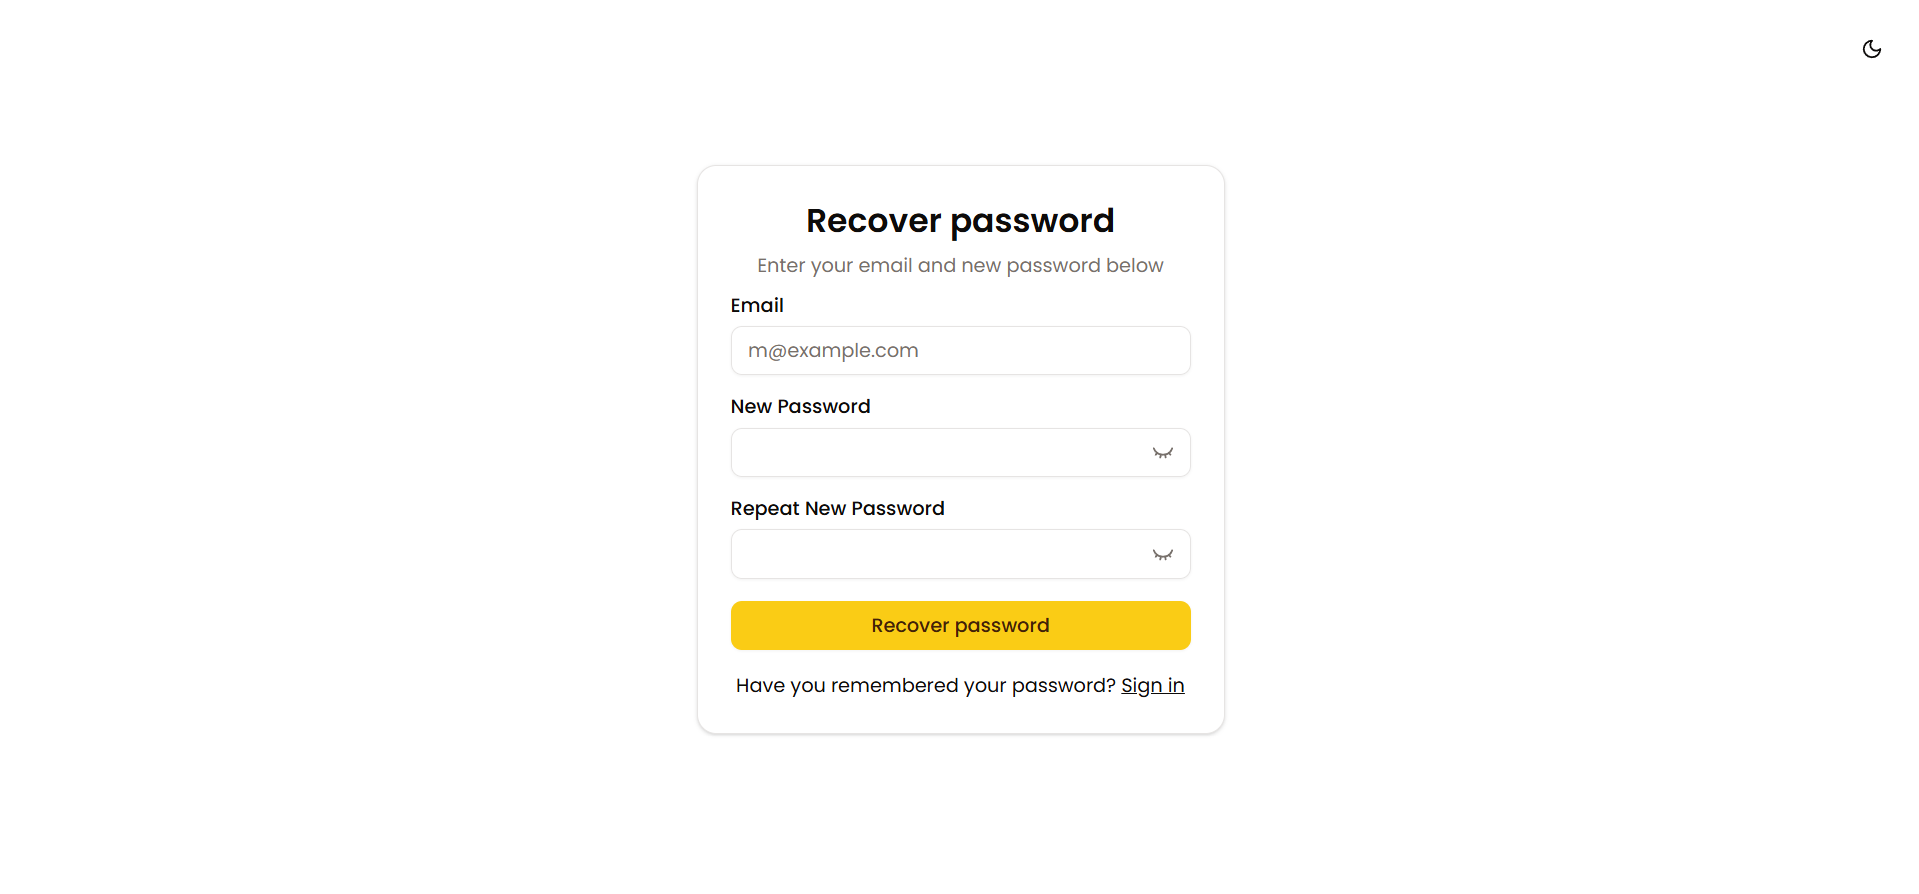 Recover password
Enter your email and new password below
Email
m@example.com
New Password
Repeat New Password
Recover password
Have you remembered your password? Sign in